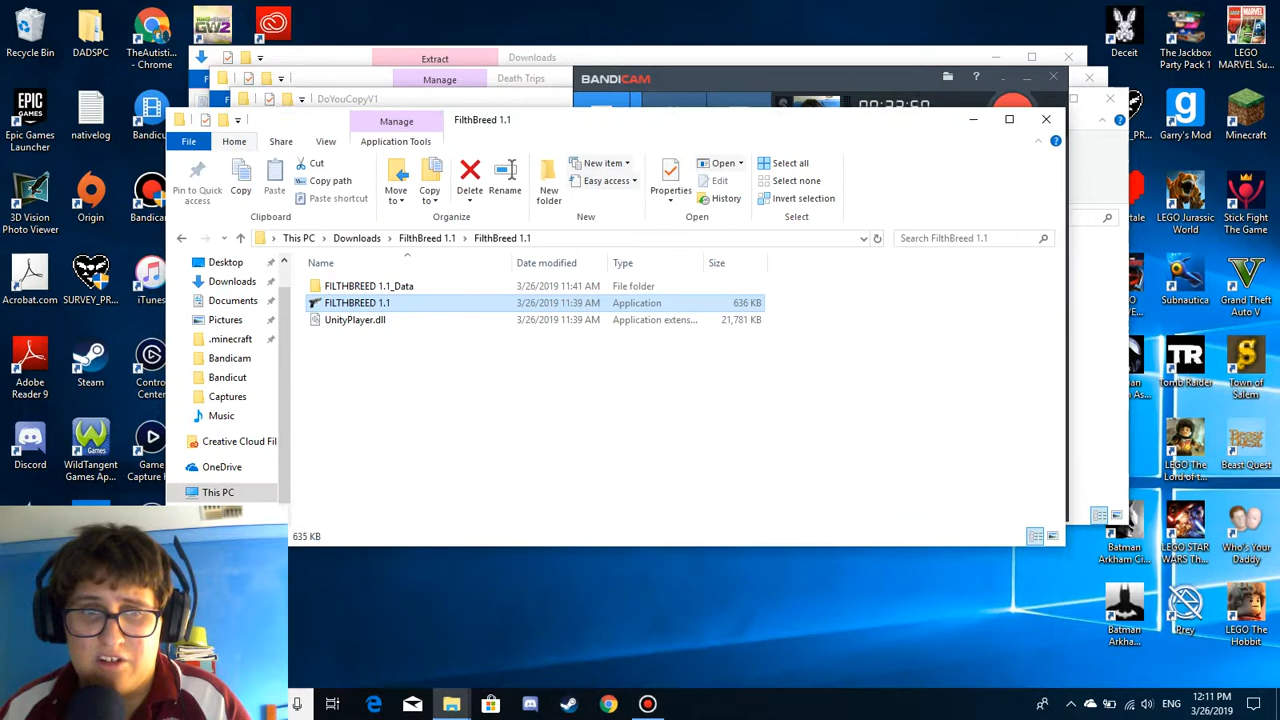 Recycle Bin
DADSPC
TheAutisti...
- Chrome
GW2
Extract
Downloads
Manage
Death Trips
DoYouCopyV1
BANDICAM
Deceit
The Jackbox
Party Pack 1
LEGO
MARVEL Su...
Manage
FilthBreed 1.1
File
Home
Share
View
Application Tools
Pin to Quick
access
Copy
Paste
Cut
Copy path
Paste shortcut
Clipboard
Move
to
Copy
to
Delete
Rename
Organize
New
folder
New item
Easy access
New
Properties
Open
Edit
History
Open
Select all
Select none
Invert selection
Select
This PC
Downloads
FilthBreed 1.1
FilthBreed 1.1
Search FilthBreed 1.1
Name
Date modified
Type
Size
FILTHBREED 1.1_Data
3/26/2019 11:41 AM
File folder
FILTHBREED 1.1
3/26/2019 11:39 AM
Application
636 KB
UnityPlayer.dll
3/26/2019 11:39 AM
Application extens...
21,781 KB
Desktop
Downloads
Documents
Pictures
.minecraft
Bandicam
Bandicut
Captures
Music
Creative Cloud Fil
OneDrive
This PC
635 KB
Epic Games
Launcher
nativelog
Bandicu
3D Vision
Photo Viewer
Origin
Bandica
Acrobat.com
SURVEY_PR...
iTunes
Adobe
Reader 9
Steam
Control
Center
Discord
WildTangent
Games Ap...
Game
Capture
Garry's Mod
Minecraft
LEGO Jurassic
World
Stick Fight
The Game
Subnautica
Grand Theft
Auto V
Tomb Raider
Town of
Salem
LEGO The
Lord of t...
Beast Quest
Batman
Arkham Ci...
LEGO STAR
WARS Th...
Who's Your
Daddy
Batman
Arkha...
Prey
LEGO The
Hobbit
ENG
12:11 PM
3/26/2019